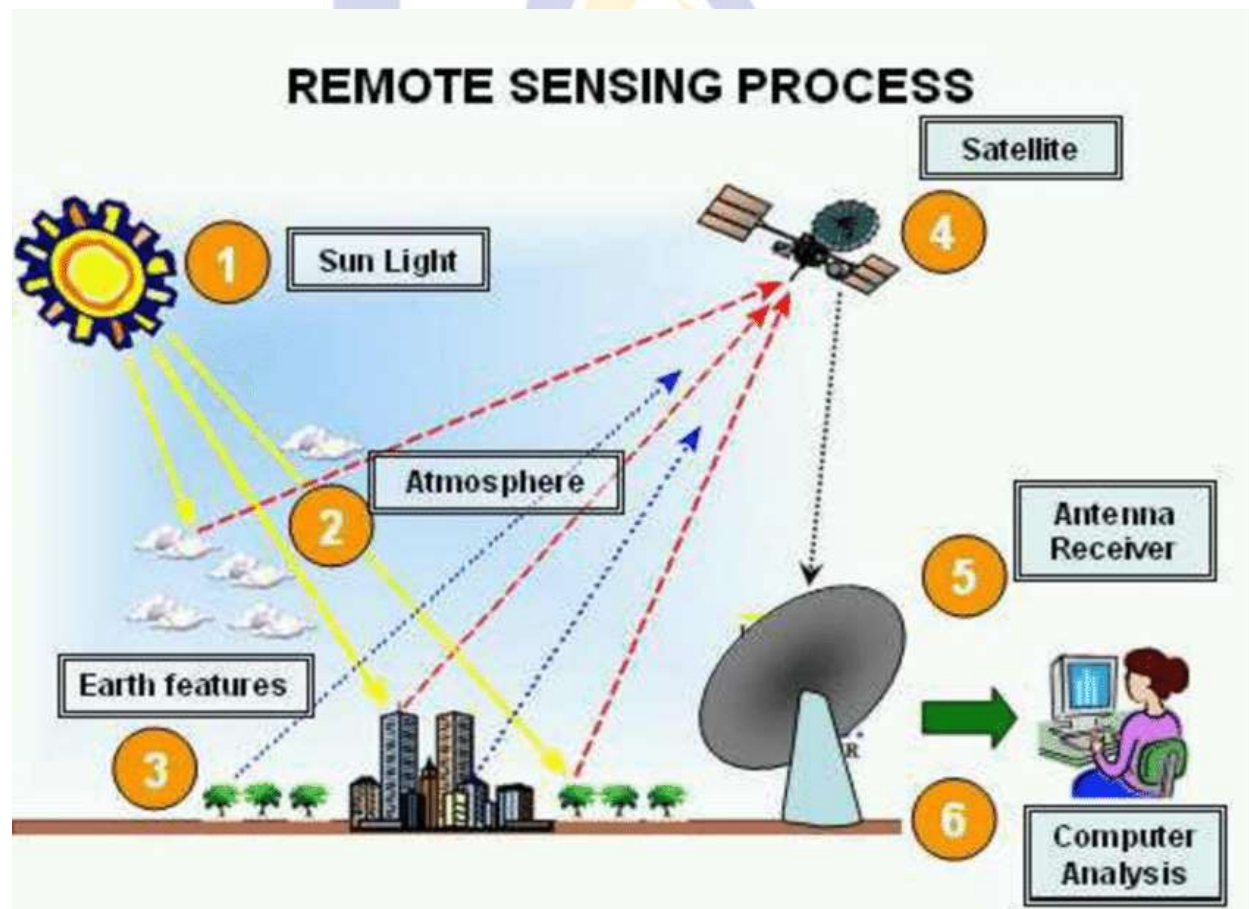 REMOTE SENSING PROCESS
Satellite
4
1
Sun Light
Atmosphere
2
Antenna
Receiver
5
Earth features
3
R
6
Computer
Analysis